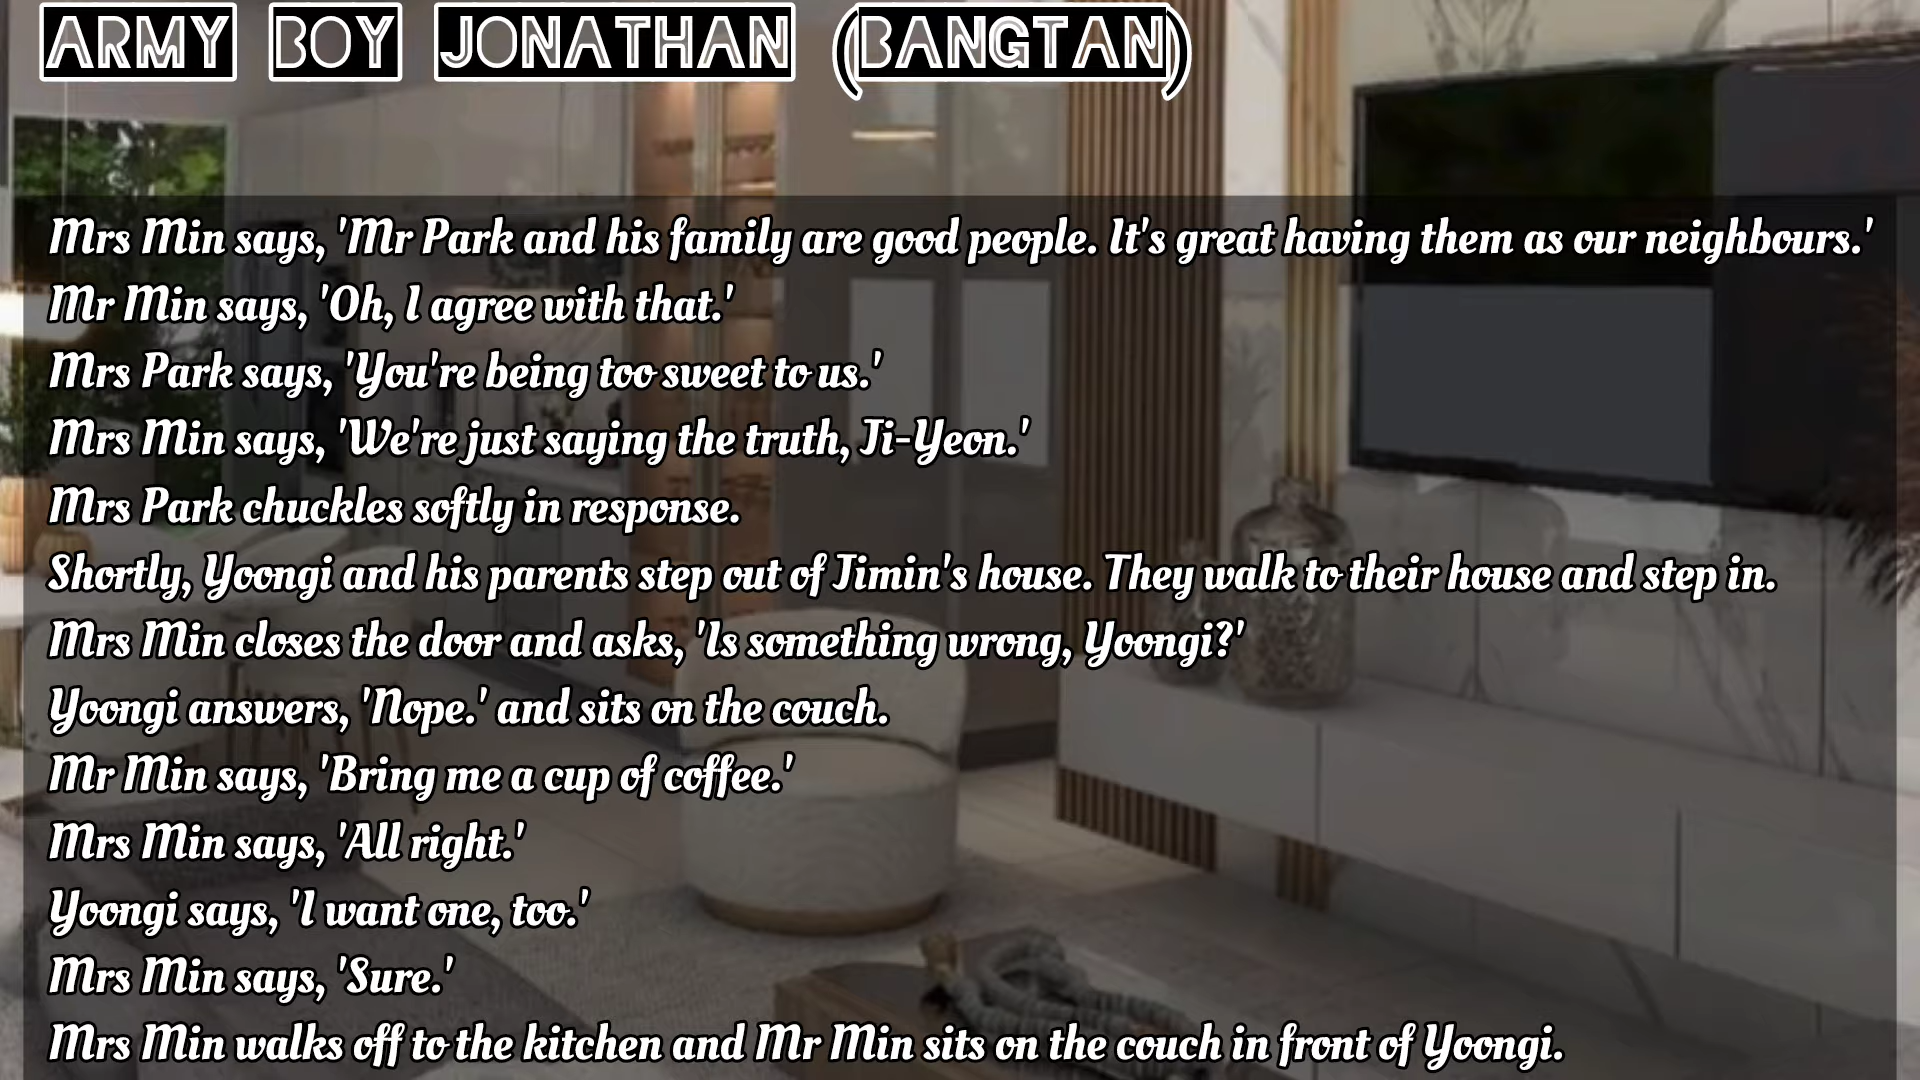 ARMY BOY JONATHAN (BANGTAN)
Mrs Min says, 'Mr Park and his family are good people. It's great having them as our neighbours.'
Mr Min says, 'Oh, I agree with that.'
Mrs Park says, 'You're being too sweet to us.'
Mrs Min says, 'We're just saying the truth, Ji-Yeon.'
Mrs Park chuckles softly in response.
Shortly, Yoongi and his parents step out of Jimin's house. They walk to their house and step in.
Mrs Min closes the door and asks, 'Is something wrong, Yoongi?'
Yoongi answers, 'Nope.' and sits on the couch.
Mr Min says, 'Bring me a cup of coffee.'
Mrs Min says, 'All right.'
Yoongi says, 'I want one, too.'
Mrs Min says, 'Sure.'
Mrs Min walks off to the kitchen and Mr Min sits on the couch in front of Yoongi.